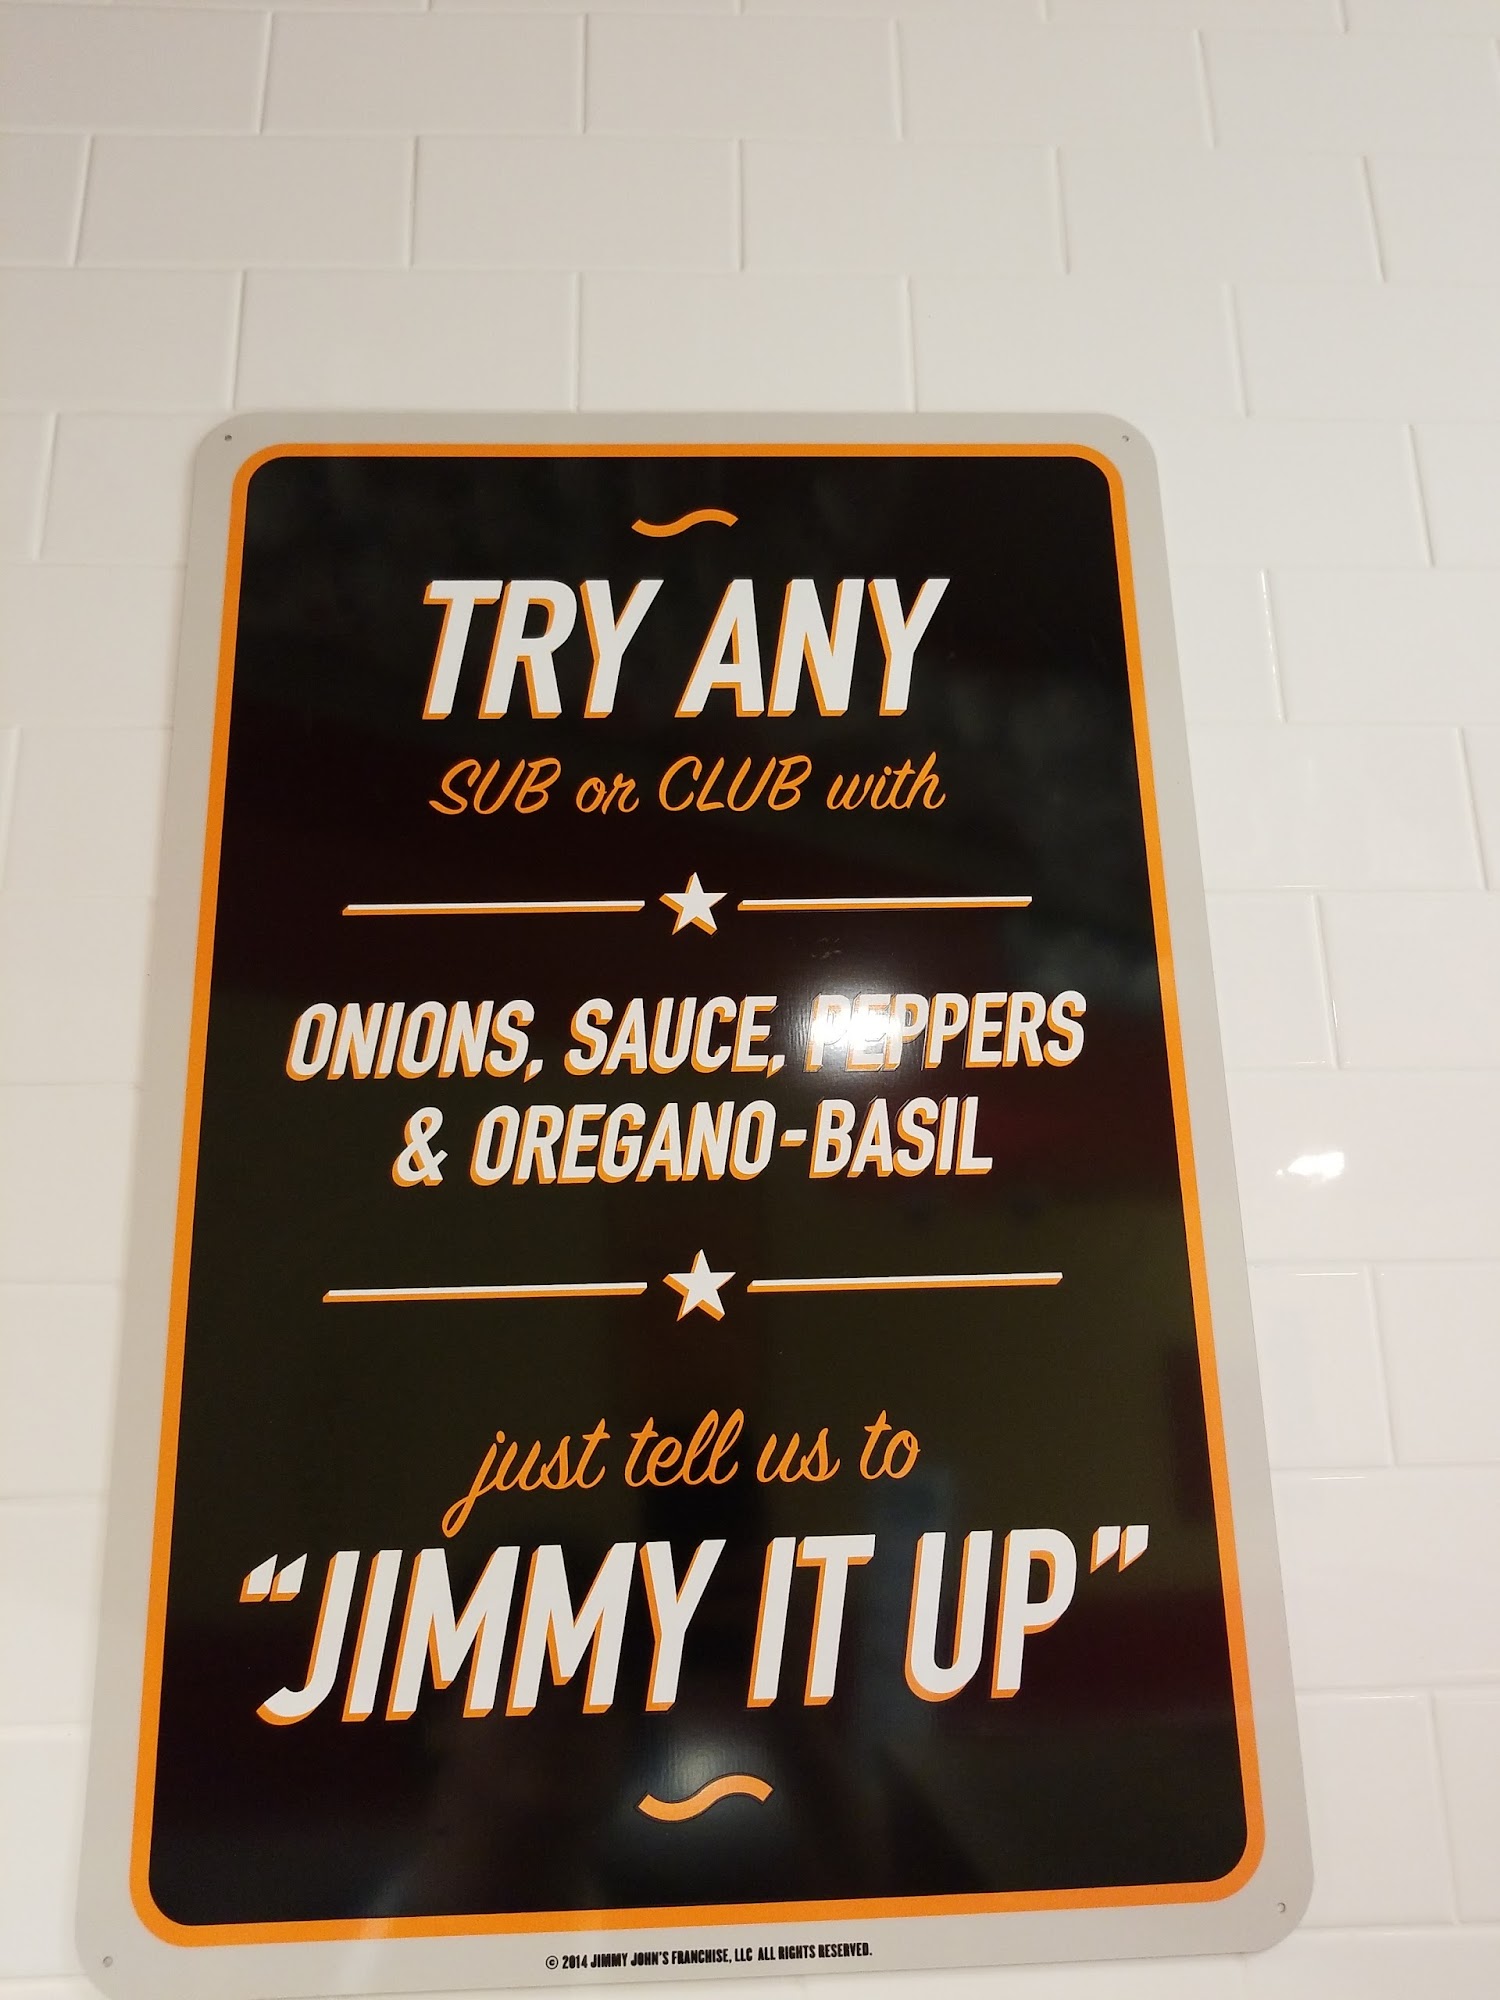 TRY ANY
SUB or CLUB with
ONIONS, SAUCE, PEPPERS
& OREGANO-BASIL
just tell us to
“JIMMY IT UP”
© 2014 JIMMY JOHN'S FRANCHISE, LLC ALL RIGHTS RESERVED.